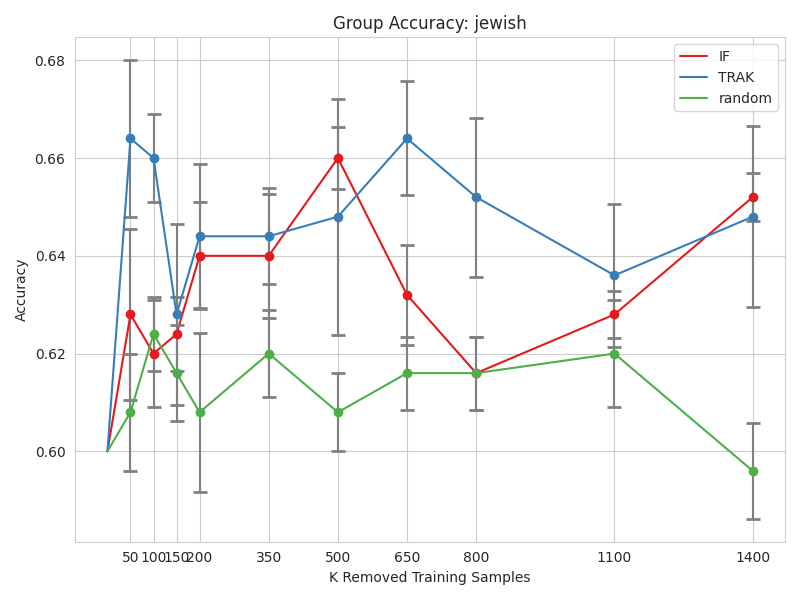 Group Accuracy: jewish
IF
TRAK
random
Accuracy
0.68
0.66
0.64
0.62
0.60
50 100 150 200 350 500 650 800 1100 1400
K Removed Training Samples